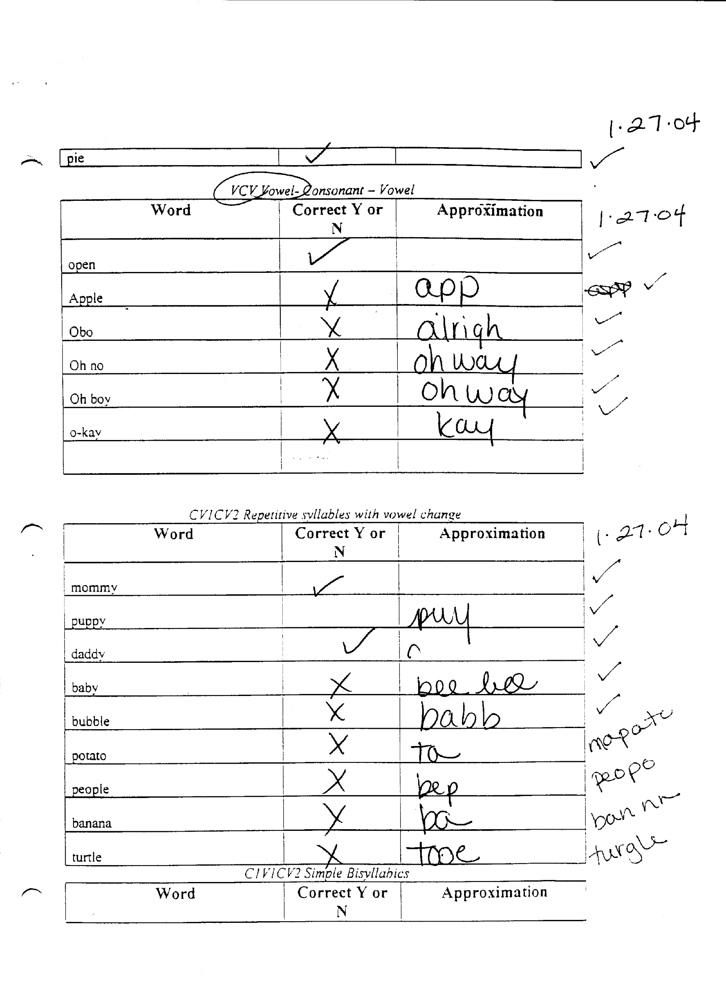 1.27.04
pie ✓ ✓
VCV Vowel- Consonant – Vowel
Word Correct Y or N Approximation 1.27.04
open ✓ ✓
Apple X app app ✓
Obo X alrigh ✓
Oh no X oh way ✓
Oh boy X oh way ✓
o-kay X kay ✓
CV1CV2 Repetitive syllables with vowel change
Word Correct Y or N Approximation 1.27.04
mommy ✓ ✓
puppy puy ✓
daddy ✓ ✓
baby X bee bee ✓
bubble X babb ✓
potato X ta mapato
people X bep peopo
banana X ba ban
turtle X tooe turgle
C1V1CV2 Simple Bisyllabics
Word Correct Y or N Approximation